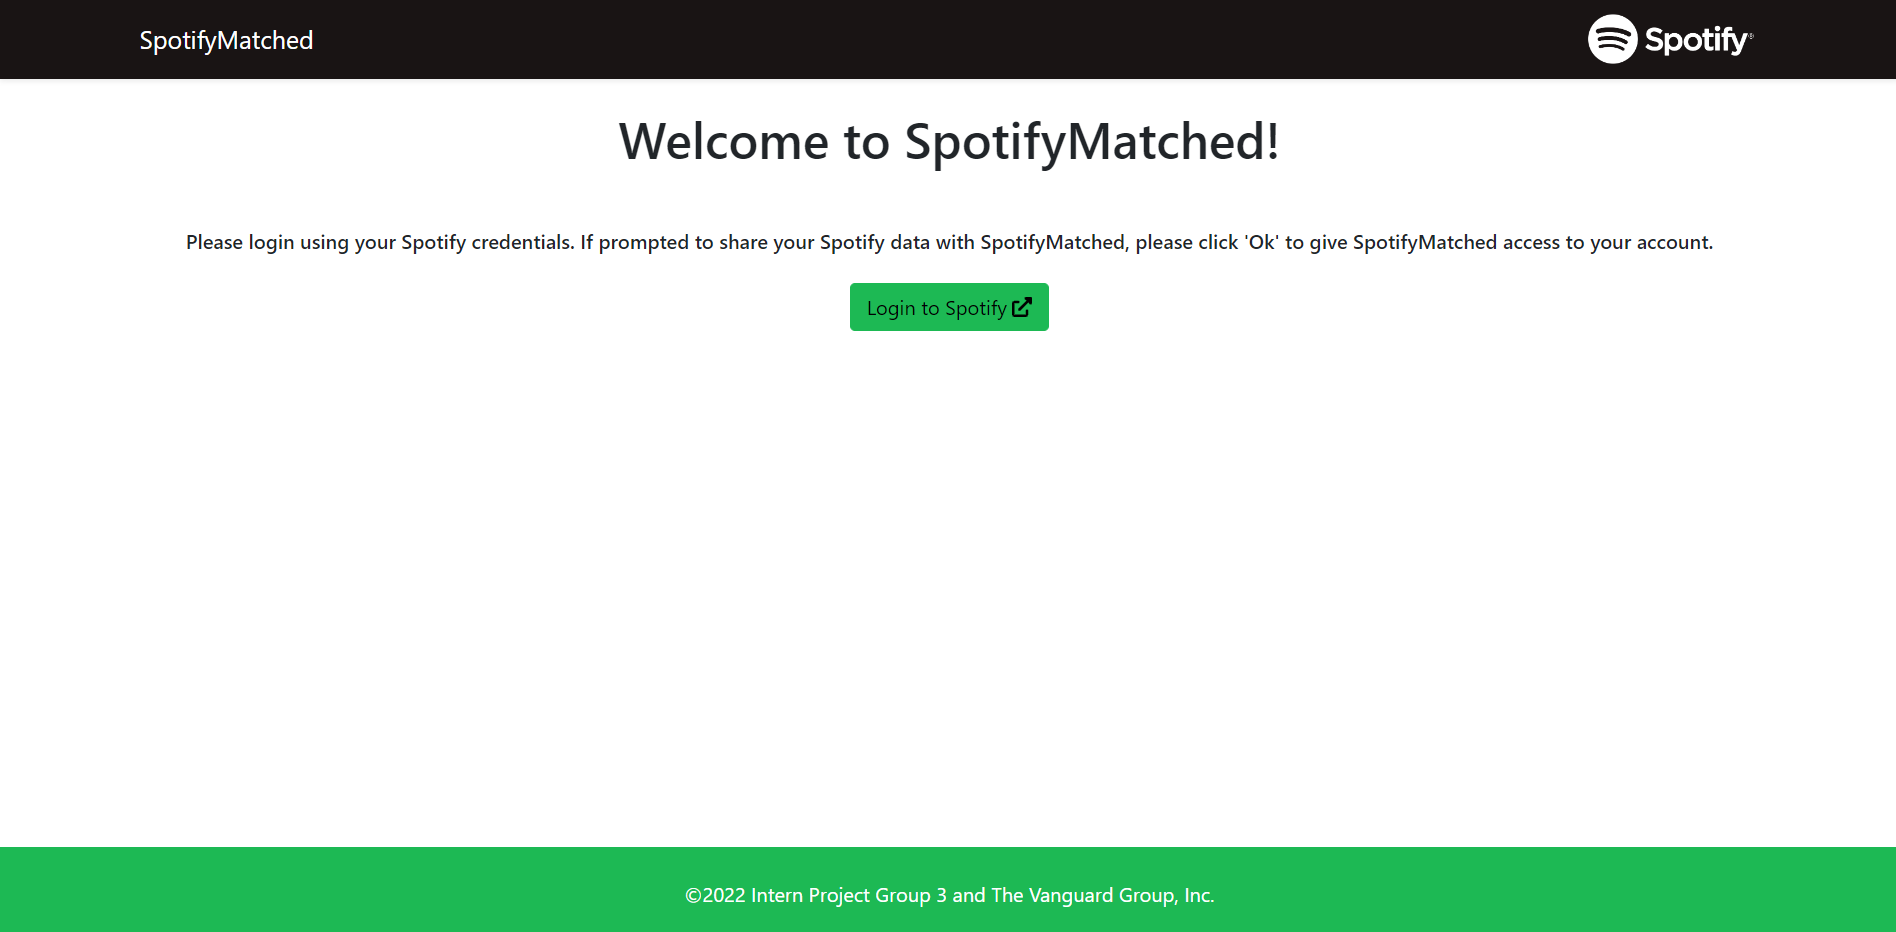 SpotifyMatched
Spotify®
Welcome to SpotifyMatched!
Please login using your Spotify credentials. If prompted to share your Spotify data with SpotifyMatched, please click 'Ok' to give SpotifyMatched access to your account.
Login to Spotify
©2022 Intern Project Group 3 and The Vanguard Group, Inc.